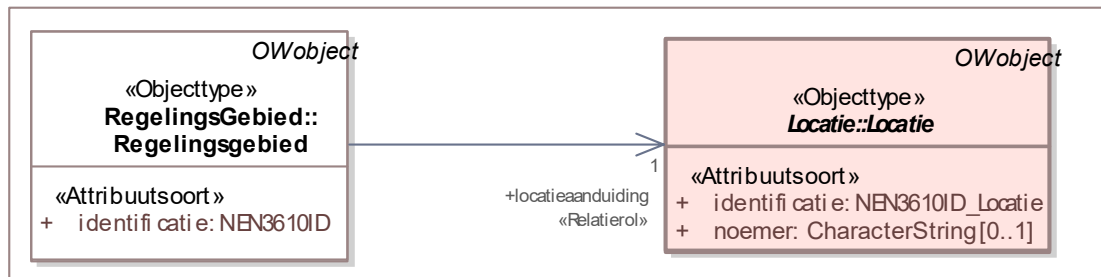 OWobject
«Objecttype»
RegelingsGebied::
Regelingsgebied
«Attribuutsoort»
+ identificatie: NEN3610ID
1
+locatieaanduiding
«Relatierol»
OWobject
«Objecttype»
Locatie::Locatie
«Attribuutsoort»
+ identificatie: NEN3610ID_Locatie
+ noemer: CharacterString [0..1]